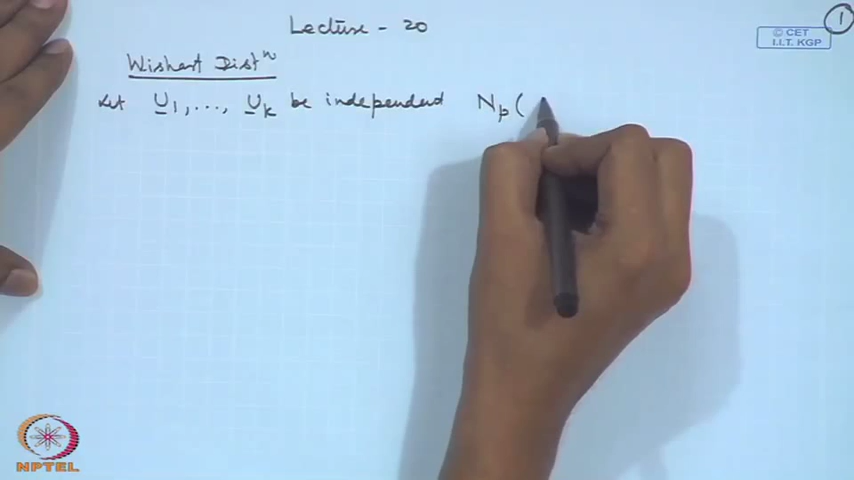 Lecture - 20
1
© CET
I.I.T. KGP
Wishart Distⁿ
Let U1, ..., Uk be independent Np (
NPTEL